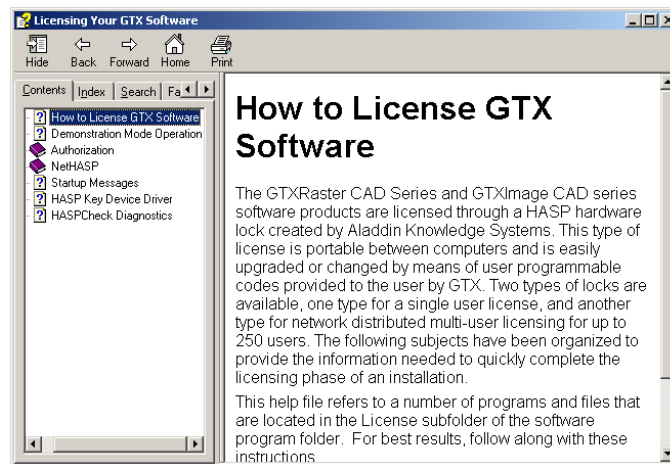 Licensing Your GTX Software
Hide Back Forward Home Print
Contents Index Search Fa
How to License GTX Software
Demonstration Mode Operation
Authorization
NetHASP
Startup Messages
HASP Key Device Driver
HASPCheck Diagnostics
How to License GTX
Software
The GTXRaster CAD Series and GTXImage CAD series
software products are licensed through a HASP hardware
lock created by Aladdin Knowledge Systems. This type of
license is portable between computers and is easily
upgraded or changed by means of user programmable
codes provided to the user by GTX. Two types of locks are
available, one type for a single user license, and another
type for network distributed multi-user licensing for up to
250 users. The following subjects have been organized to
provide the information needed to quickly complete the
licensing phase of an installation.
This help file refers to a number of programs and files that
are located in the License subfolder of the software
program folder. For best results, follow along with these
instructions